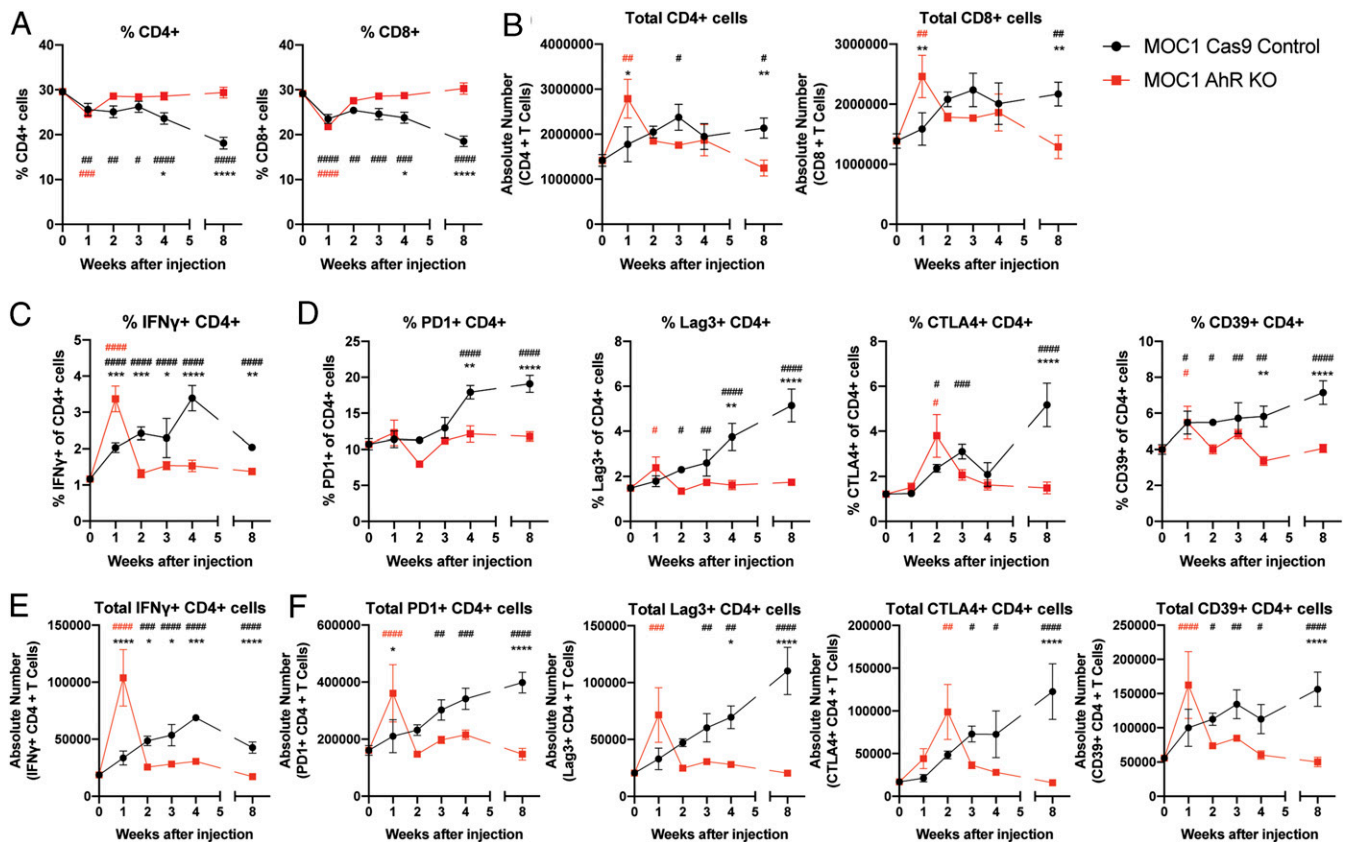 A
% CD4+
% CD4+ cells
40
30
20
10
0
##
##
#
####
####
###
*
****
0 1 2 3 4 5 8
Weeks after injection
% CD8+
% CD8+ cells
40
30
20
10
0
####
##
###
###
####
####
*
****
0 1 2 3 4 5 8
Weeks after injection
B
Total CD4+ cells
Absolute Number
(CD4 + T Cells)
4000000
3000000
2000000
1000000
0
##
*
#
#
**
0 1 2 3 4 5 8
Weeks after injection
Total CD8+ cells
Absolute Number
(CD8 + T Cells)
3000000
2000000
1000000
0
##
**
##
**
0 1 2 3 4 5 8
Weeks after injection
MOC1 Cas9 Control
MOC1 AhR KO
C
% IFNγ+ CD4+
% IFNγ+ of CD4+ cells
5
4
3
2
1
0
####
#### #### #### #### ####
*** *** * **** **
0 1 2 3 4 5 8
Weeks after injection
D
% PD1+ CD4+
% PD1+ of CD4+ cells
25
20
15
10
5
0
#### ####
** ****
0 1 2 3 4 5 8
Weeks after injection
% Lag3+ CD4+
% Lag3+ of CD4+ cells
8
6
4
2
0
# # ## #### ####
** ****
0 1 2 3 4 5 8
Weeks after injection
% CTLA4+ CD4+
% CTLA4+ of CD4+ cells
8
6
4
2
0
# ### ####
# ****
0 1 2 3 4 5 8
Weeks after injection
% CD39+ CD4+
% CD39+ of CD4+ cells
10
8
6
4
2
0
# # ## ## ####
# ** ****
0 1 2 3 4 5 8
Weeks after injection
E
Total IFNγ+ CD4+ cells
Absolute Number
(IFNγ+ CD4 + T Cells)
150000
100000
50000
0
#### ### #### #### ####
**** * * *** ****
0 1 2 3 4 5 8
Weeks after injection
F
Total PD1+ CD4+ cells
Absolute Number
(PD1+ CD4 + T Cells)
600000
400000
200000
0
#### ## ### ####
* ****
0 1 2 3 4 5 8
Weeks after injection
Total Lag3+ CD4+ cells
Absolute Number
(Lag3+ CD4 + T Cells)
150000
100000
50000
0
### ## ## ####
* ****
0 1 2 3 4 5 8
Weeks after injection
Total CTLA4+ CD4+ cells
Absolute Number
(CTLA4+ CD4 + T Cells)
200000
150000
100000
50000
0
## # # ####
****
0 1 2 3 4 5 8
Weeks after injection
Total CD39+ CD4+ cells
Absolute Number
(CD39+ CD4 + T Cells)
250000
200000
150000
100000
50000
0
#### # ## # ####
****
0 1 2 3 4 5 8
Weeks after injection